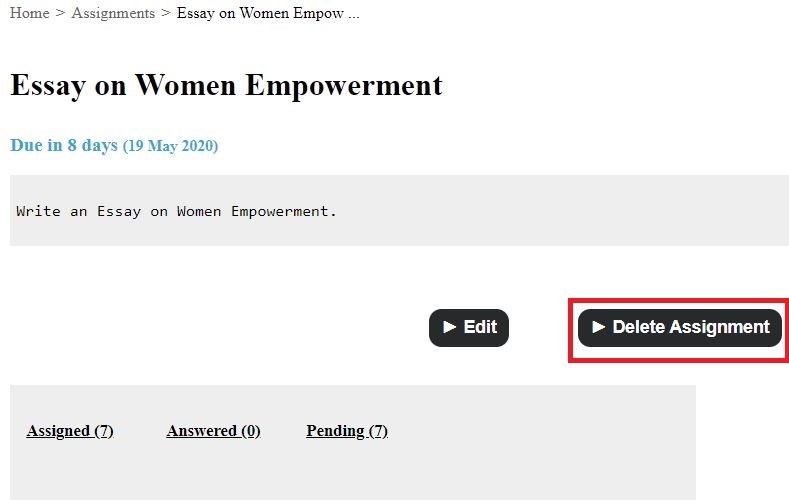 Home > Assignments > Essay on Women Empow ...
Essay on Women Empowerment
Due in 8 days (19 May 2020)
Write an Essay on Women Empowerment.
Edit
Delete Assignment
Assigned (7) Answered (0) Pending (7)